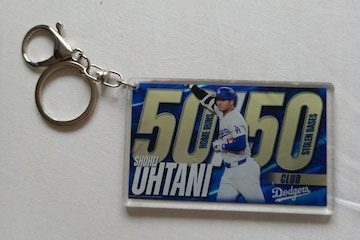 50/50
HOME RUNS
STOLEN BASES
SHOHEI
OHTANI
CLUB
Dodgers